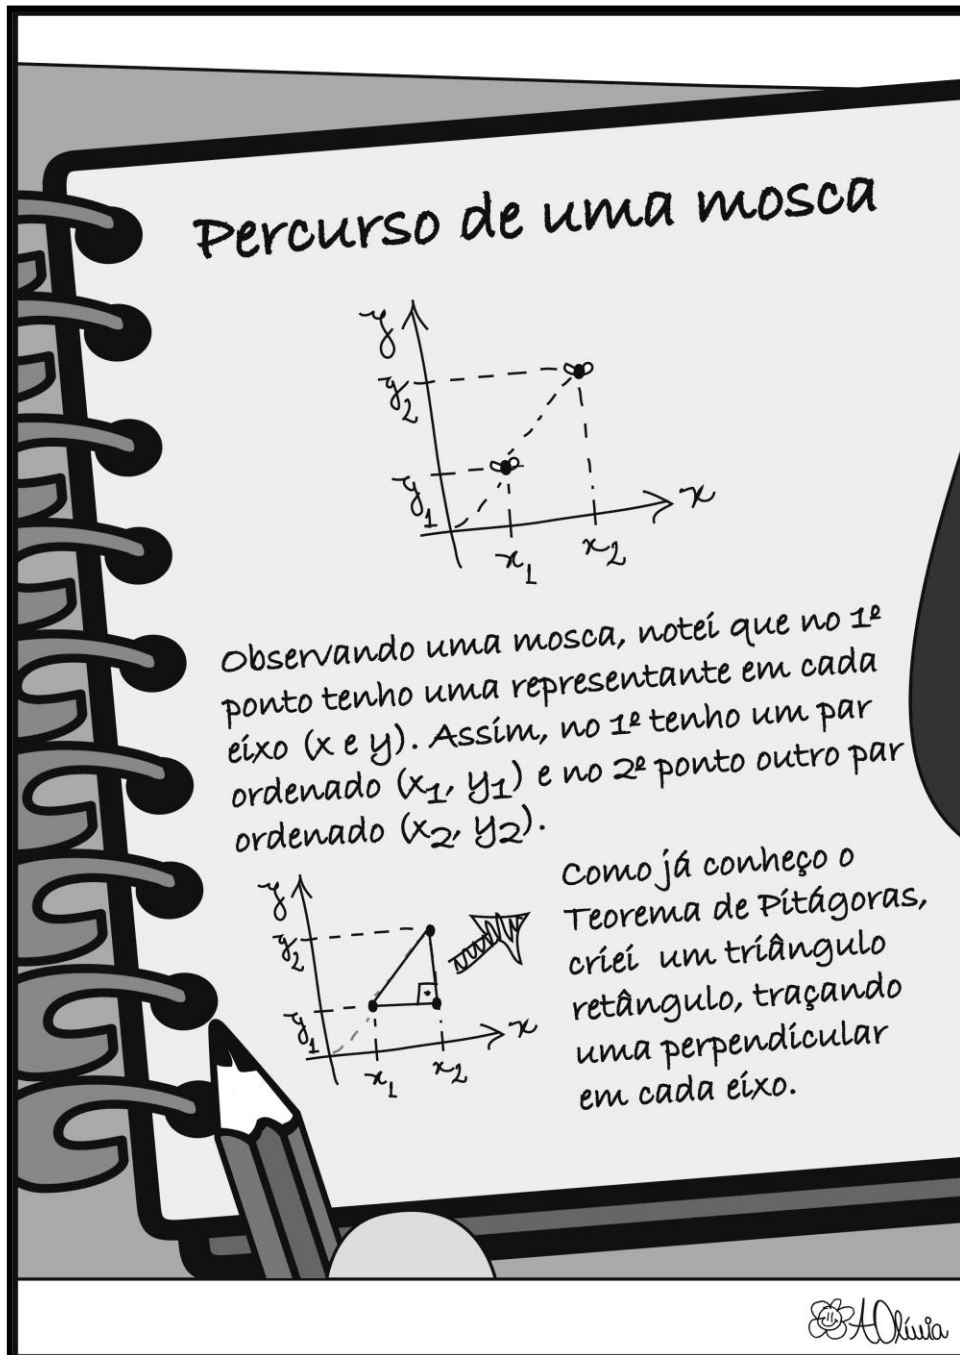 Percurso de uma mosca
y
y2
y1
x
x1
x2
Observando uma mosca, notei que no 1º
ponto tenho uma representante em cada
eixo (x e y). Assim, no 1º tenho um par
ordenado (x1, y1) e no 2º ponto outro par
ordenado (x2, y2).
y
y2
y1
x
x1
x2
Como já conheço o
Teorema de Pitágoras,
criei um triângulo
retângulo, traçando
uma perpendicular
em cada eixo.
AOlívia